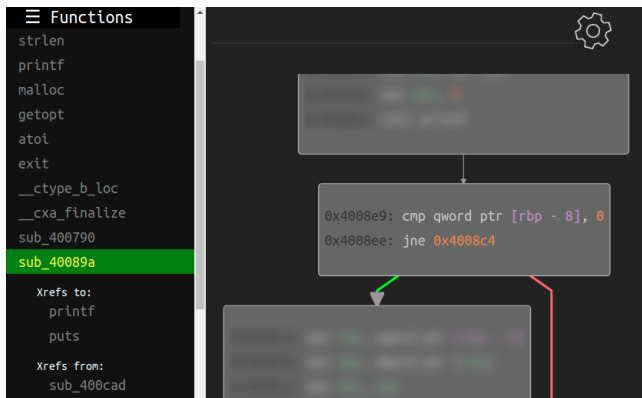 ☰ Functions
strlen
printf
malloc
getopt
atoi
exit
__ctype_b_loc
__cxa_finalize
sub_400790
sub_40089a
Xrefs to:
printf
puts
Xrefs from:
sub_400cad
0x4008e9: cmp qword ptr [rbp - 8], 0
0x4008ee: jne 0x4008c4